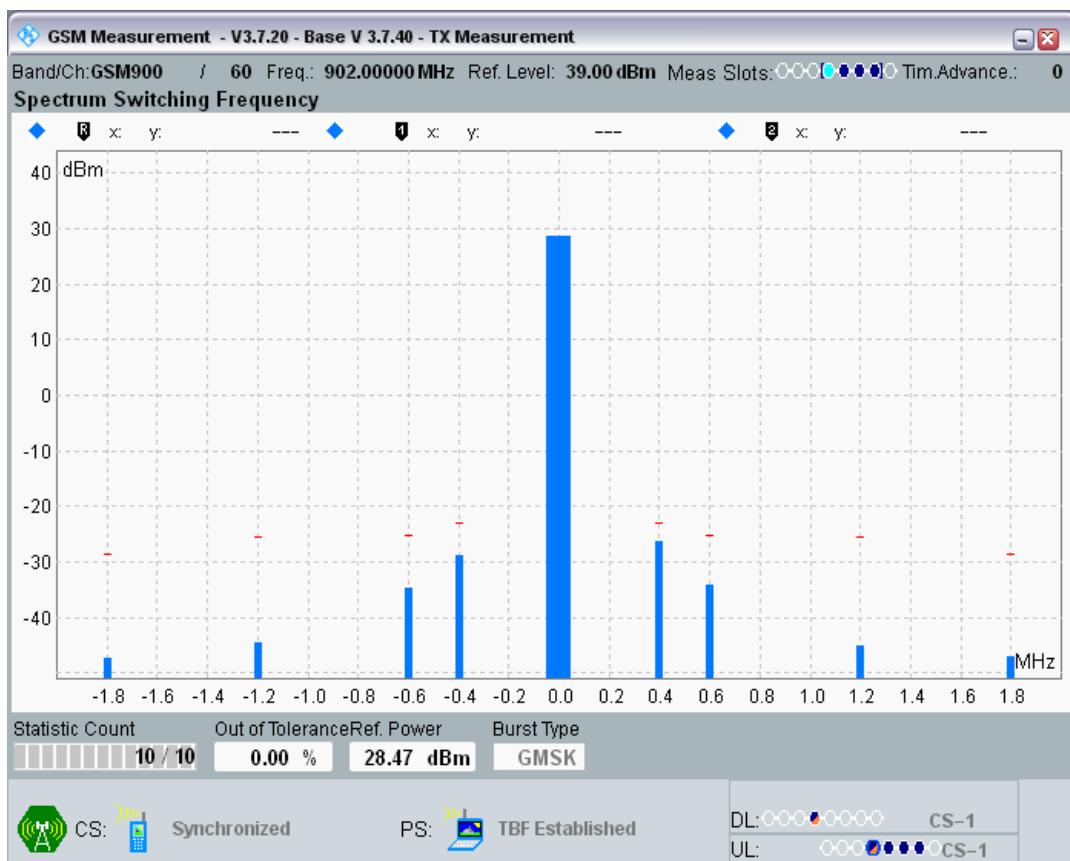 GSM Measurement - V3.7.20 - Base V 3.7.40 - TX Measurement
Band/Ch:GSM900 / 60 Freq.: 902.00000 MHz Ref. Level: 39.00 dBm Meas Slots: Tim.Advance.: 0
Spectrum Switching Frequency
R x: y: --- 1 x: y: --- 2 x: y: ---
dBm
40
30
20
10
0
-10
-20
-30
-40
MHz
-1.8 -1.6 -1.4 -1.2 -1.0 -0.8 -0.6 -0.4 -0.2 0.0 0.2 0.4 0.6 0.8 1.0 1.2 1.4 1.6 1.8
Statistic Count Out of Tolerance Ref. Power Burst Type
10 / 10 0.00 % 28.47 dBm GMSK
CS: Synchronized PS: TBF Established
DL: CS-1
UL: CS-1